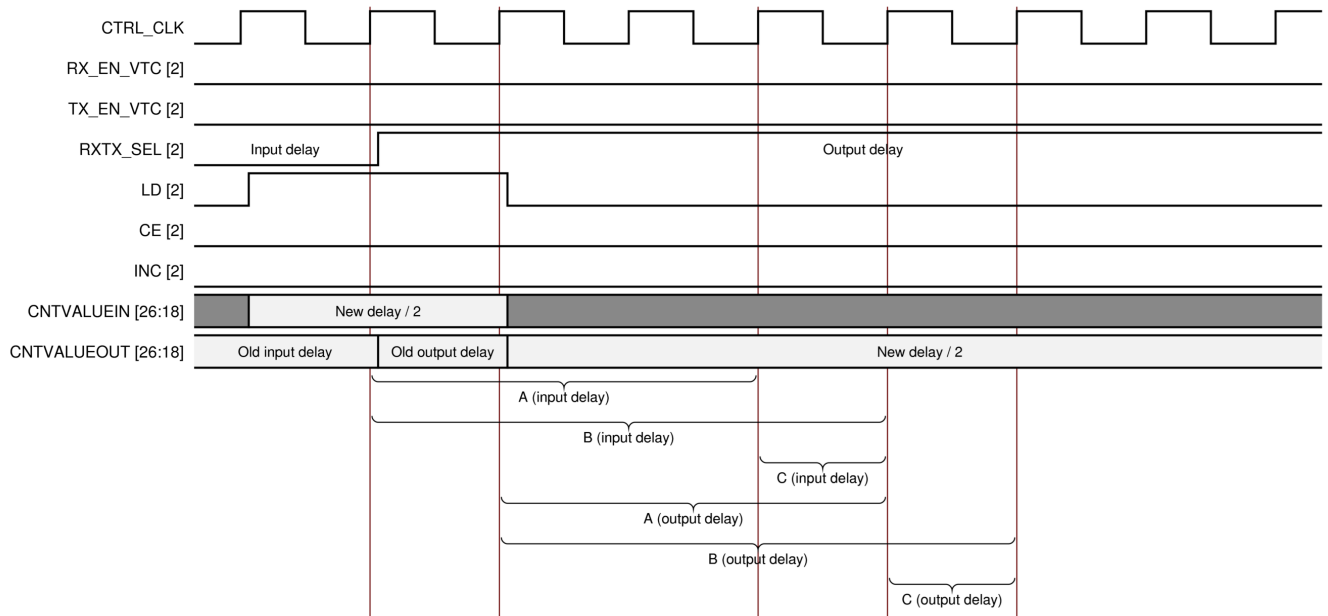 CTRL_CLK
RX_EN_VTC [2]
TX_EN_VTC [2]
RXTX_SEL [2] Input delay Output delay
LD [2]
CE [2]
INC [2]
CNTVALUEIN [26:18] New delay / 2
CNTVALUEOUT [26:18] Old input delay Old output delay New delay / 2
A (input delay)
B (input delay)
C (input delay)
A (output delay)
B (output delay)
C (output delay)